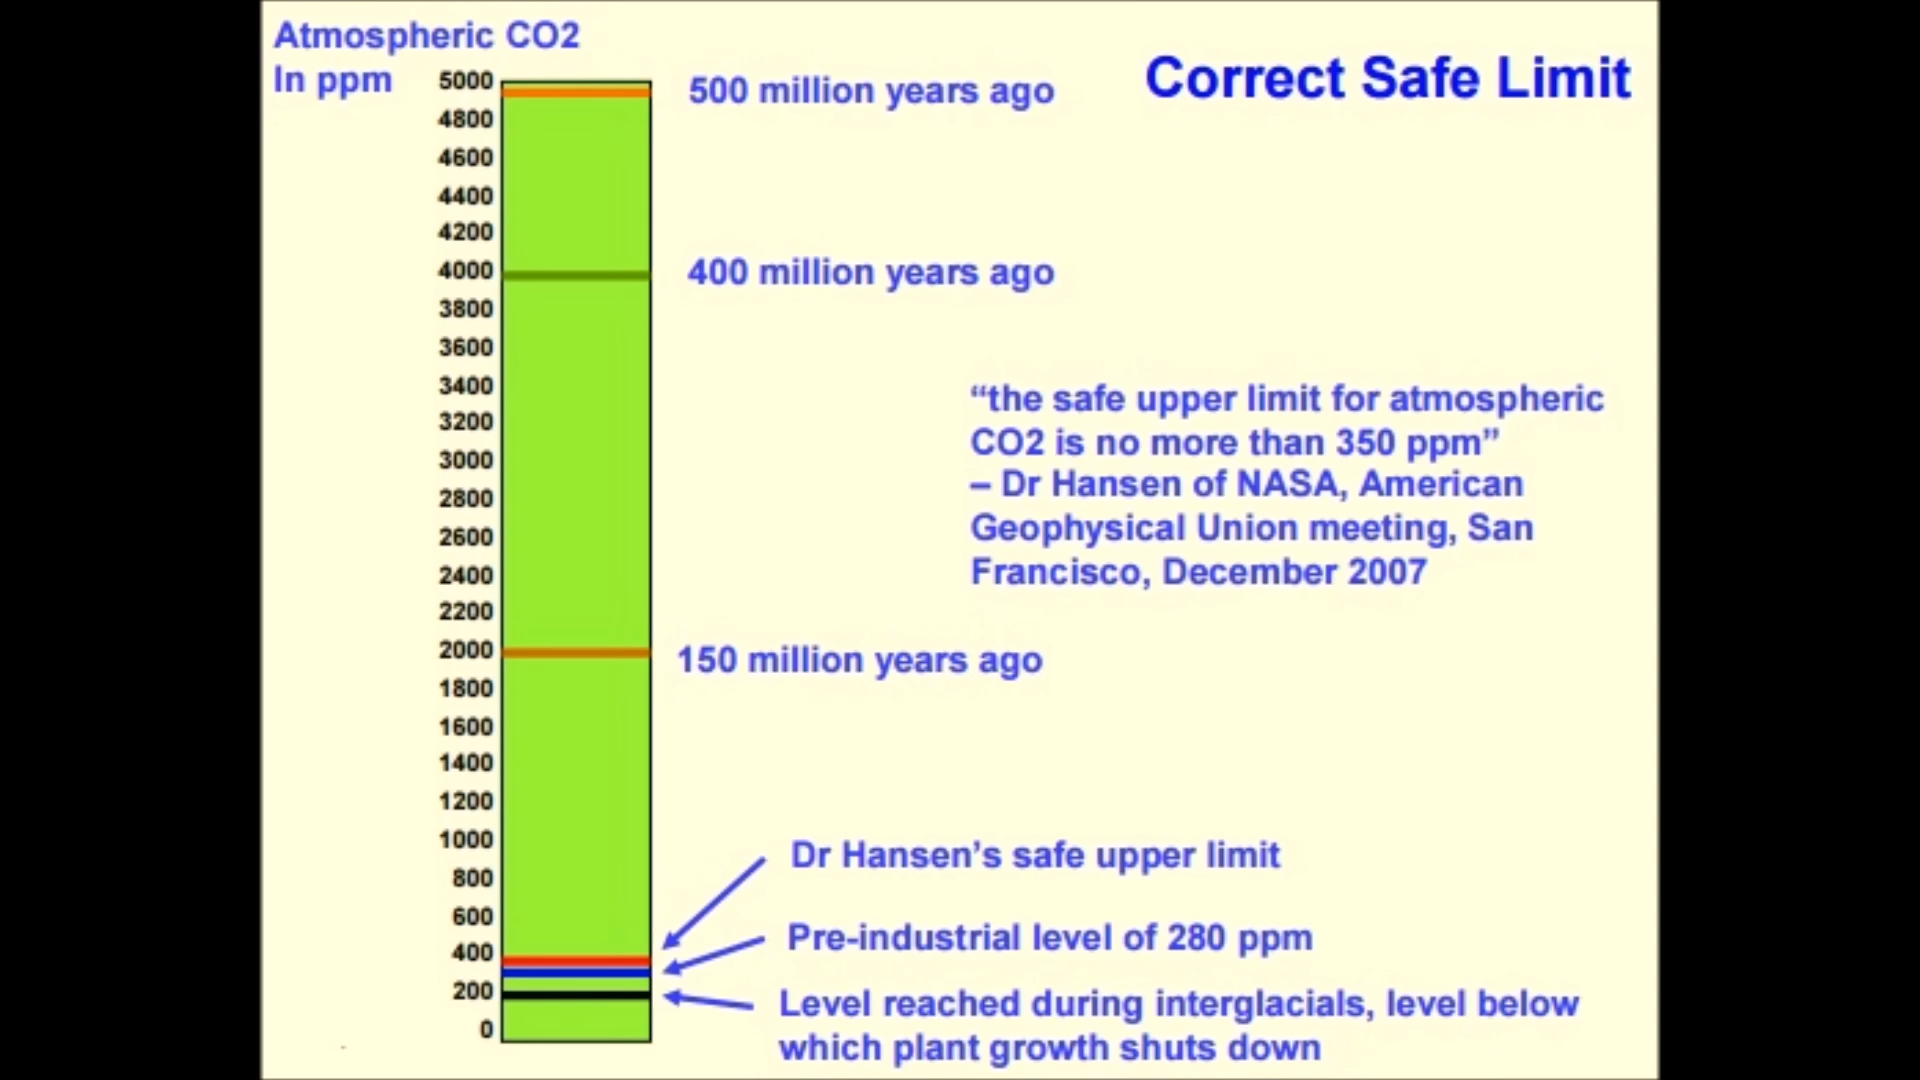 Atmospheric CO2
In ppm
Correct Safe Limit
5000
500 million years ago
4800
4600
4400
4200
4000
400 million years ago
3800
3600
3400
“the safe upper limit for atmospheric
CO2 is no more than 350 ppm”
– Dr Hansen of NASA, American
Geophysical Union meeting, San
Francisco, December 2007
3200
3000
2800
2600
2400
2200
2000
150 million years ago
1800
1600
1400
1200
1000
800
Dr Hansen’s safe upper limit
600
Pre-industrial level of 280 ppm
400
200
Level reached during interglacials, level below
which plant growth shuts down
0